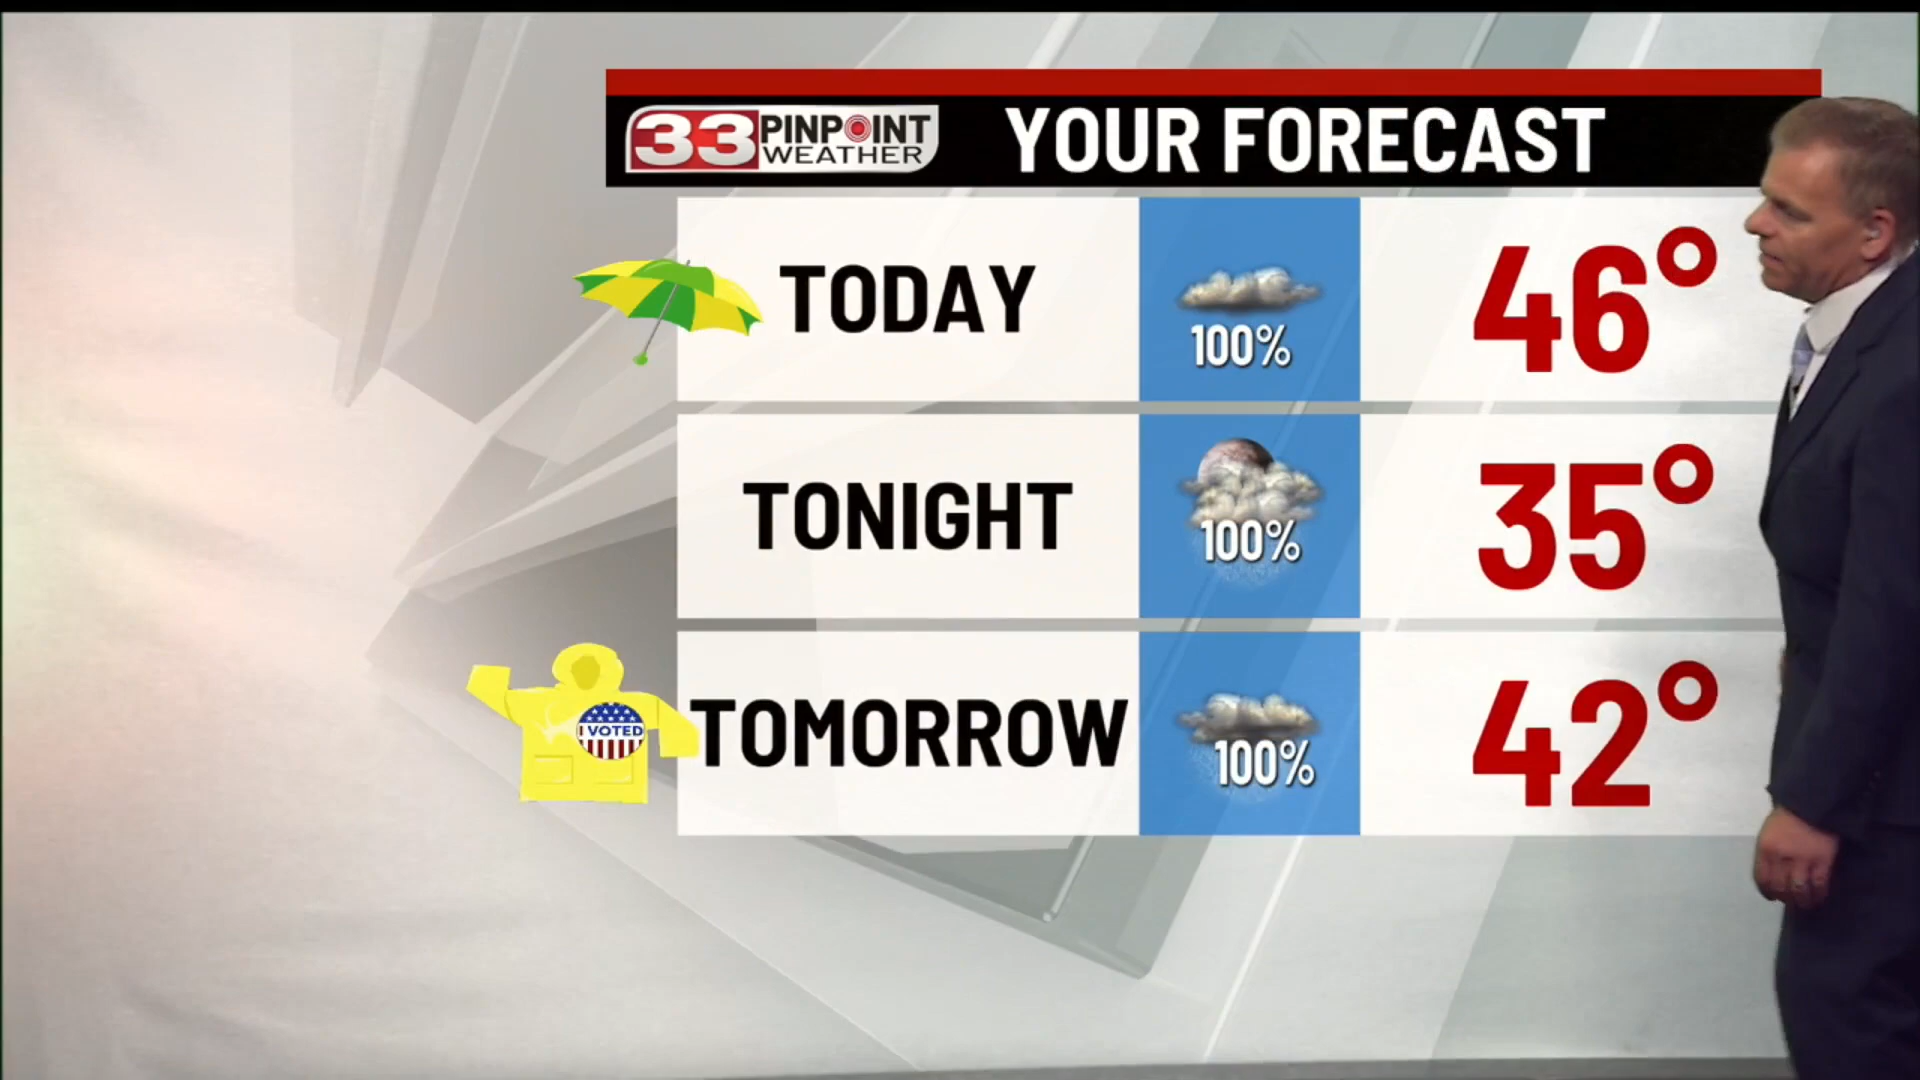 33 PINPOINT
WEATHER
YOUR FORECAST
TODAY
100%
46°
TONIGHT
100%
35°
I VOTED
TOMORROW
100%
42°